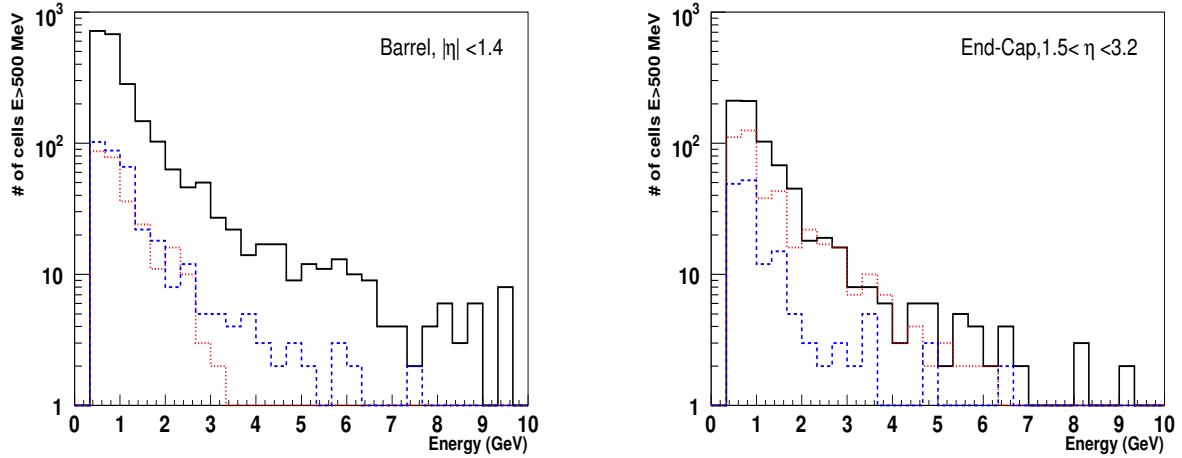 # of cells E>500 MeV
10³
10²
10
1
Barrel, |η| <1.4
0 1 2 3 4 5 6 7 8 9 10
Energy (GeV)
# of cells E>500 MeV
10³
10²
10
1
End-Cap,1.5< η <3.2
0 1 2 3 4 5 6 7 8 9 10
Energy (GeV)